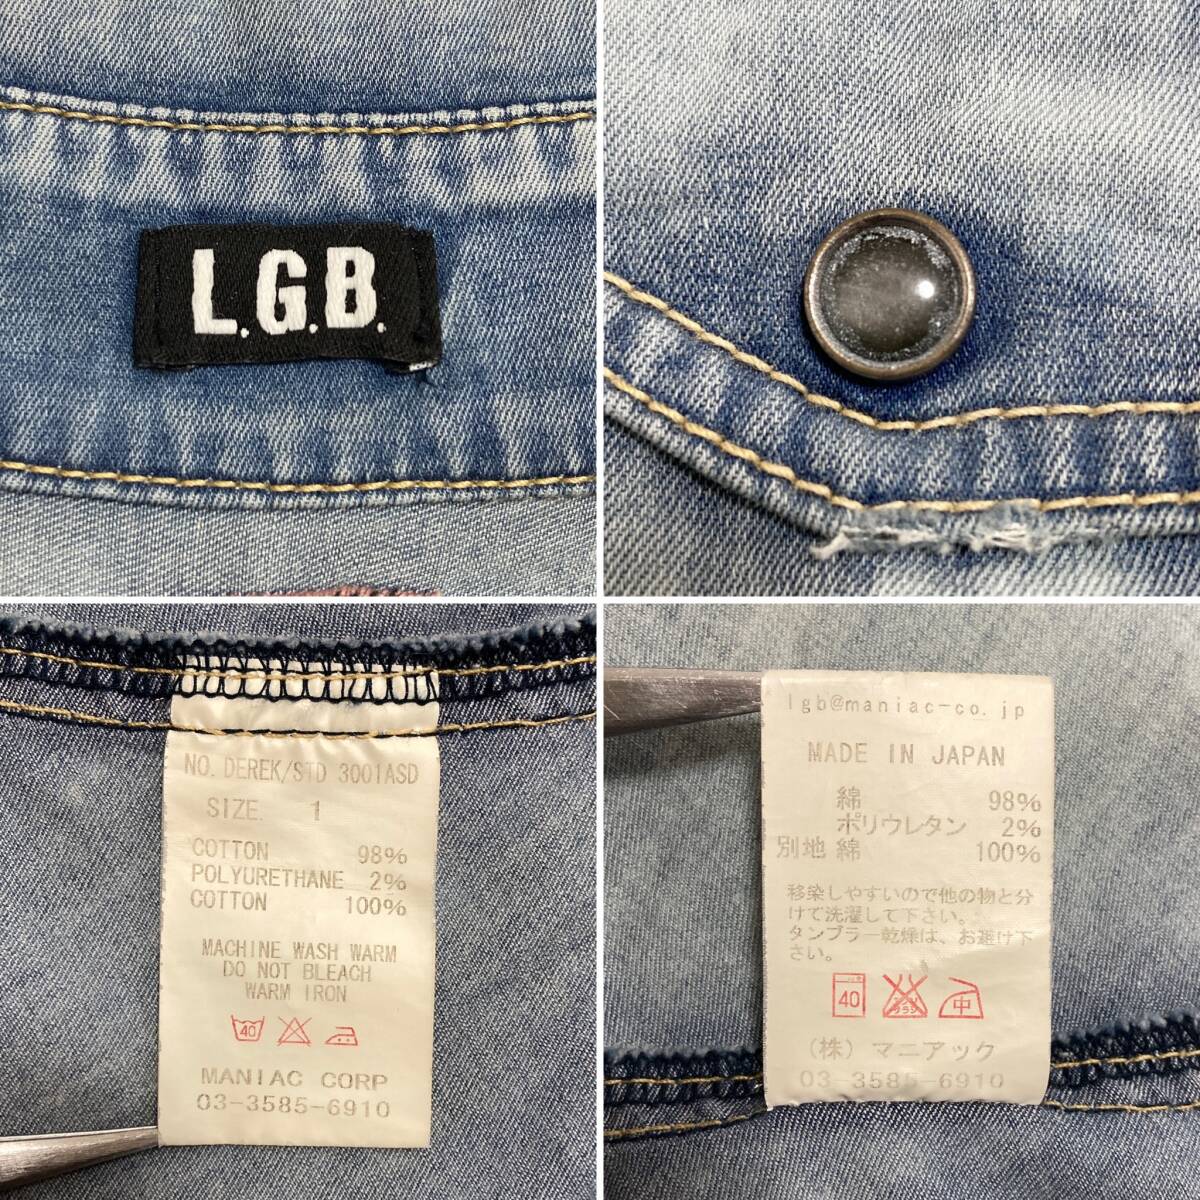 L.G.B.
NO. DEREK/STD 3001ASD
SIZE. 1
COTTON 98%
POLYURETHANE 2%
COTTON 100%
MACHINE WASH WARM
DO NOT BLEACH
WARM IRON
40
MANIAC CORP
03-3585-6910
lgb@maniac-co.jp
MADE IN JAPAN
綿 98%
ポリウレタン 2%
別地 綿 100%
移染しやすいので他の物と分
けて洗濯して下さい。
タンブラー乾燥は、お避け下
さい。
40 中
(株) マニアック
03-3585-6910